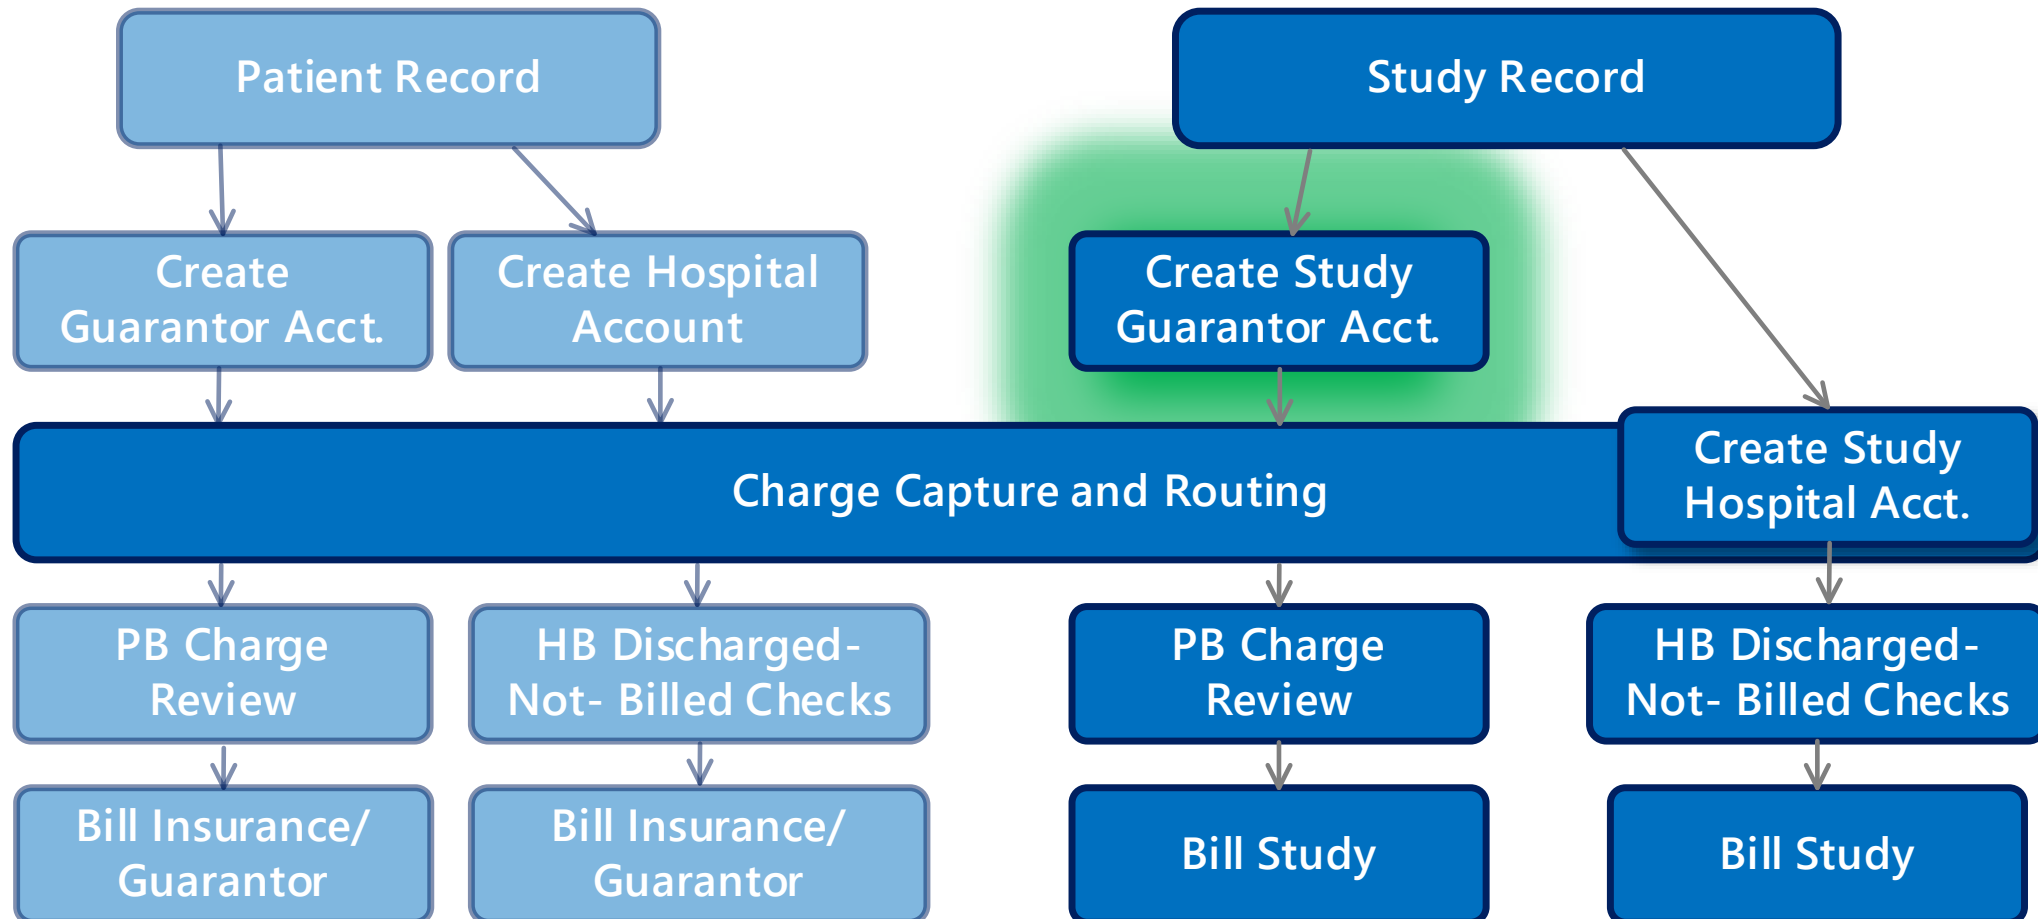 Patient Record
Study Record
Create
Guarantor Acct.
Create Hospital
Account
Create Study
Guarantor Acct.
Charge Capture and Routing
Create Study
Hospital Acct.
PB Charge
Review
HB Discharged-
Not- Billed Checks
PB Charge
Review
HB Discharged-
Not- Billed Checks
Bill Insurance/
Guarantor
Bill Insurance/
Guarantor
Bill Study
Bill Study